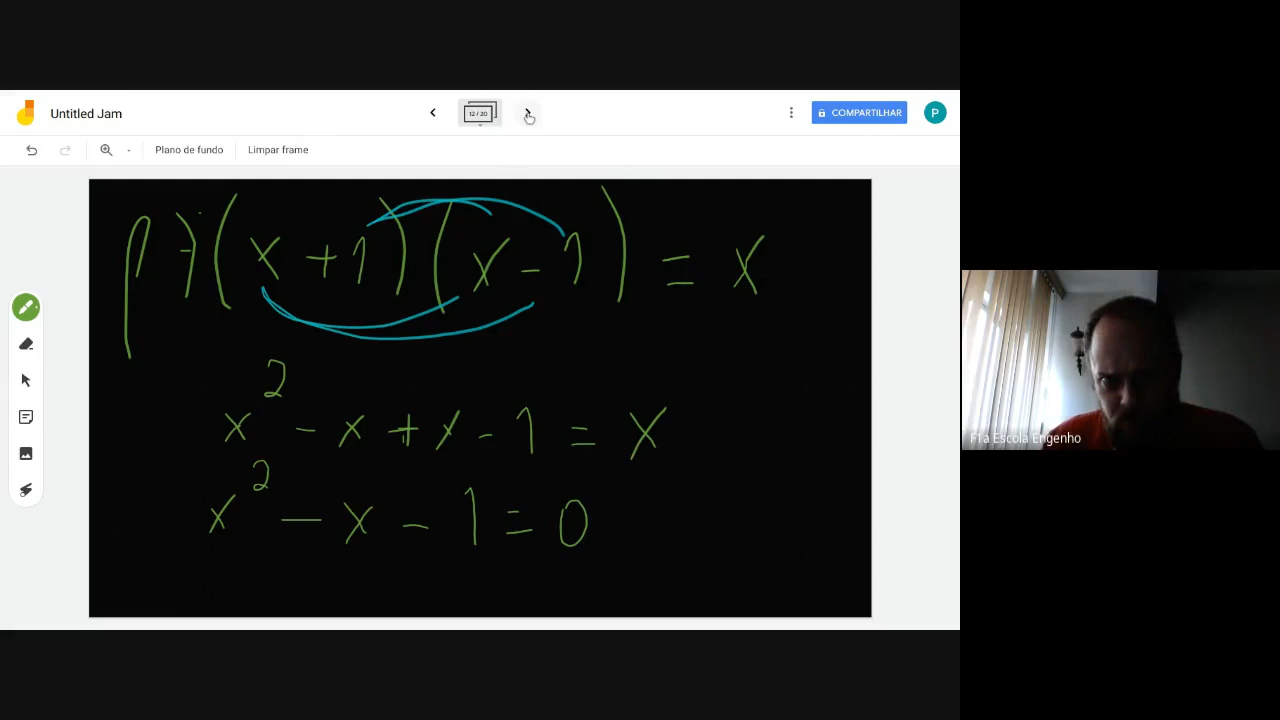 Untitled Jam
12 / 20
COMPARTILHAR
P
Plano de fundo
Limpar frame
p) (x + 1) (x - 1) = x
x² - x + x - 1 = x
x² - x - 1 = 0
F1a Escola Engenho